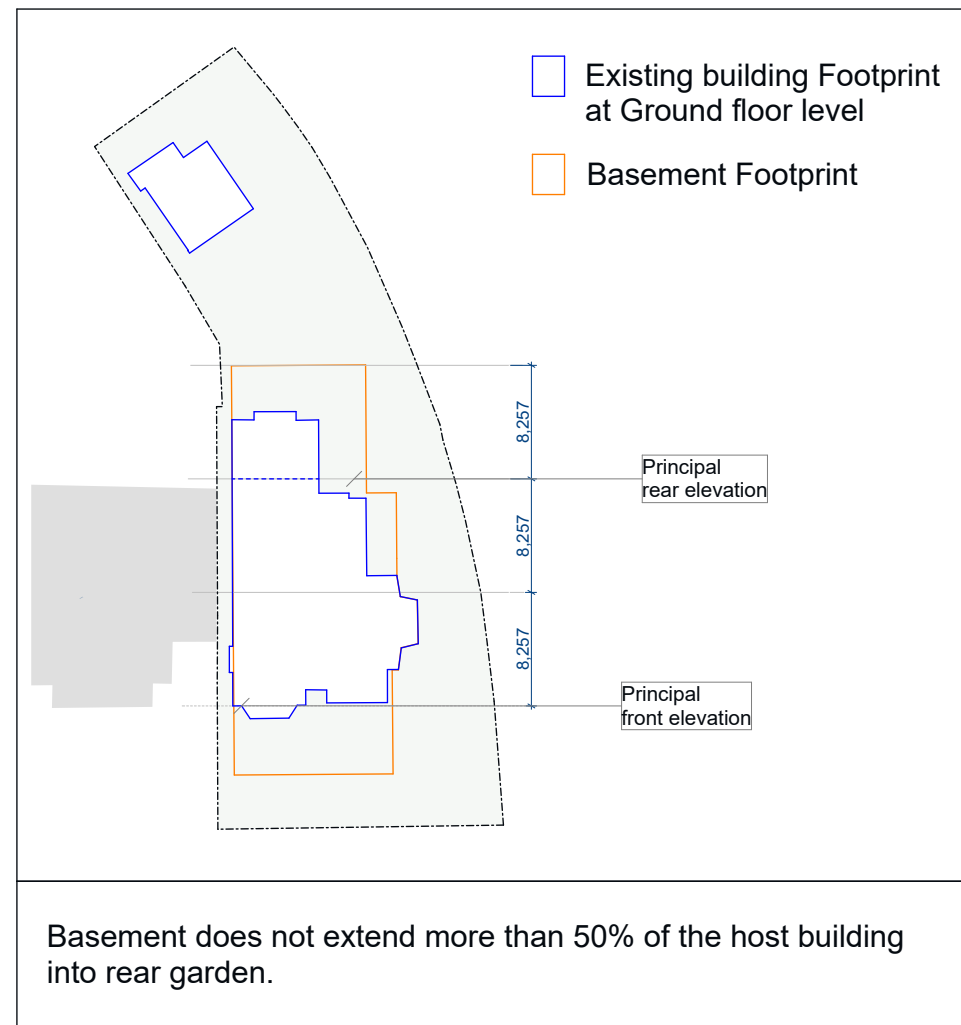 Existing building Footprint
at Ground floor level
Basement Footprint
8,257
Principal
rear elevation
8,257
8,257
Principal
front elevation
Basement does not extend more than 50% of the host building
into rear garden.